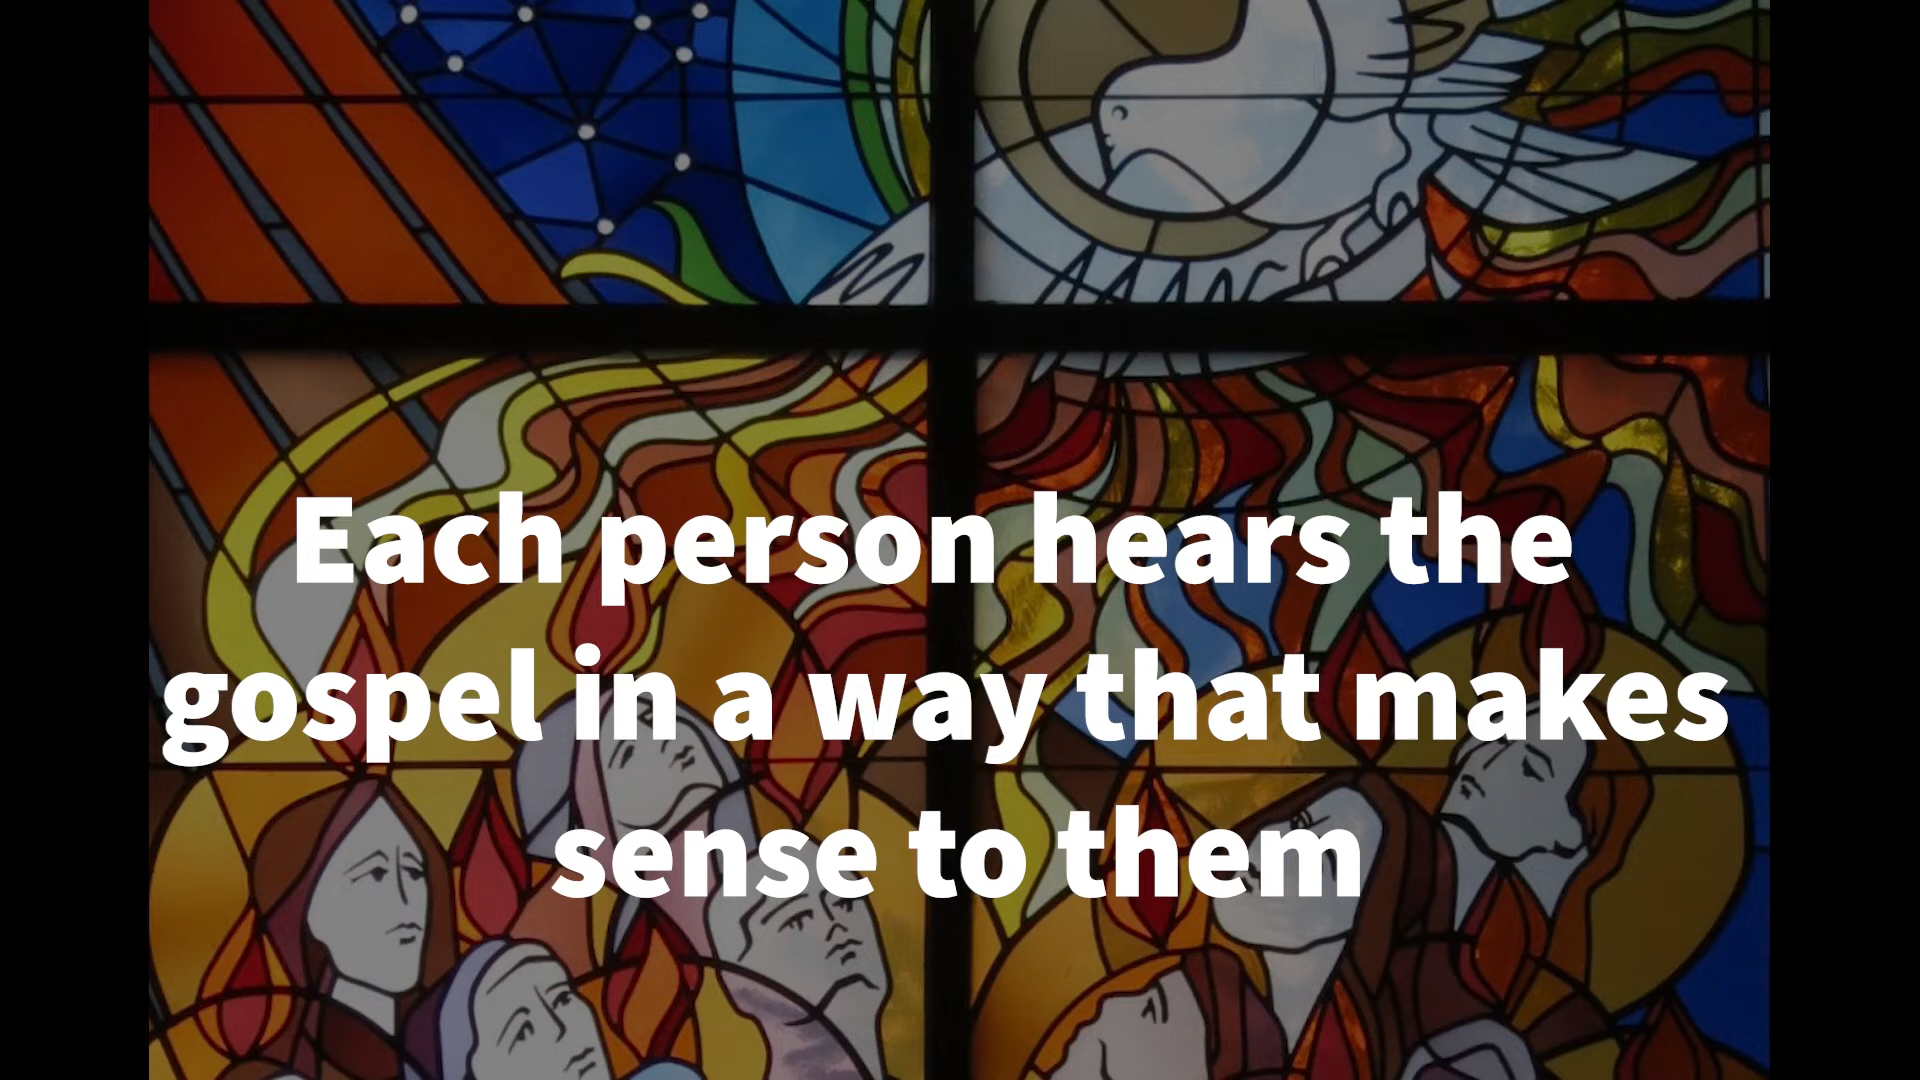 Each person hears the
gospel in a way that makes
sense to them